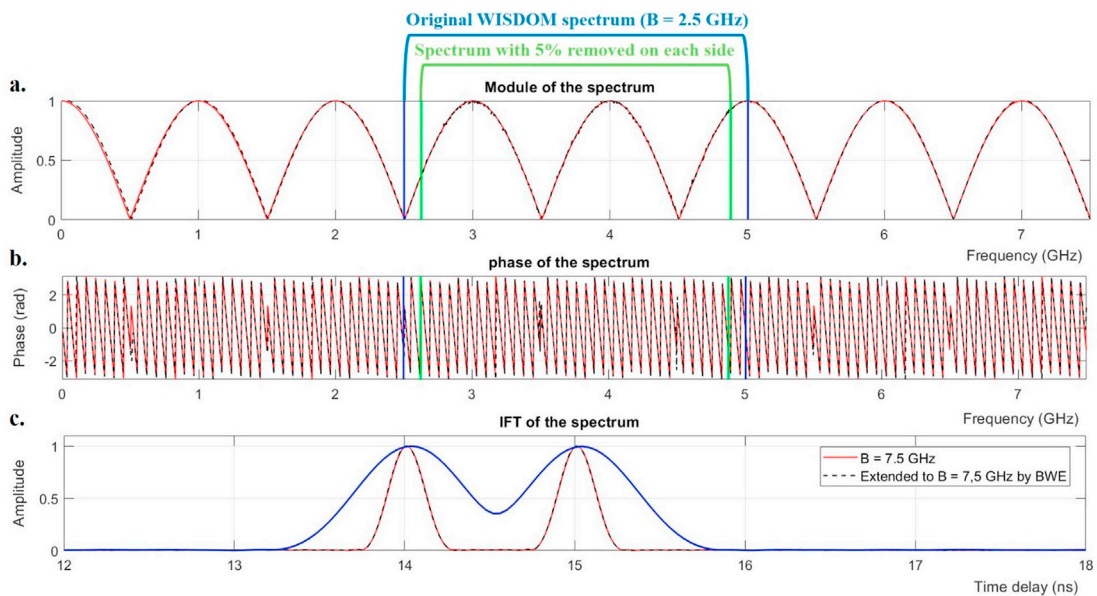 Original WISDOM spectrum (B = 2.5 GHz)
Spectrum with 5% removed on each side
a.
Module of the spectrum
Amplitude
1
0.5
0
0 1 2 3 4 5 6 7
Frequency (GHz)
b.
phase of the spectrum
Phase (rad)
2
0
-2
0 1 2 3 4 5 6 7
Frequency (GHz)
c.
IFT of the spectrum
Amplitude
1
0.5
0
B = 7.5 GHz
Extended to B = 7,5 GHz by BWE
12 13 14 15 16 17 18
Time delay (ns)